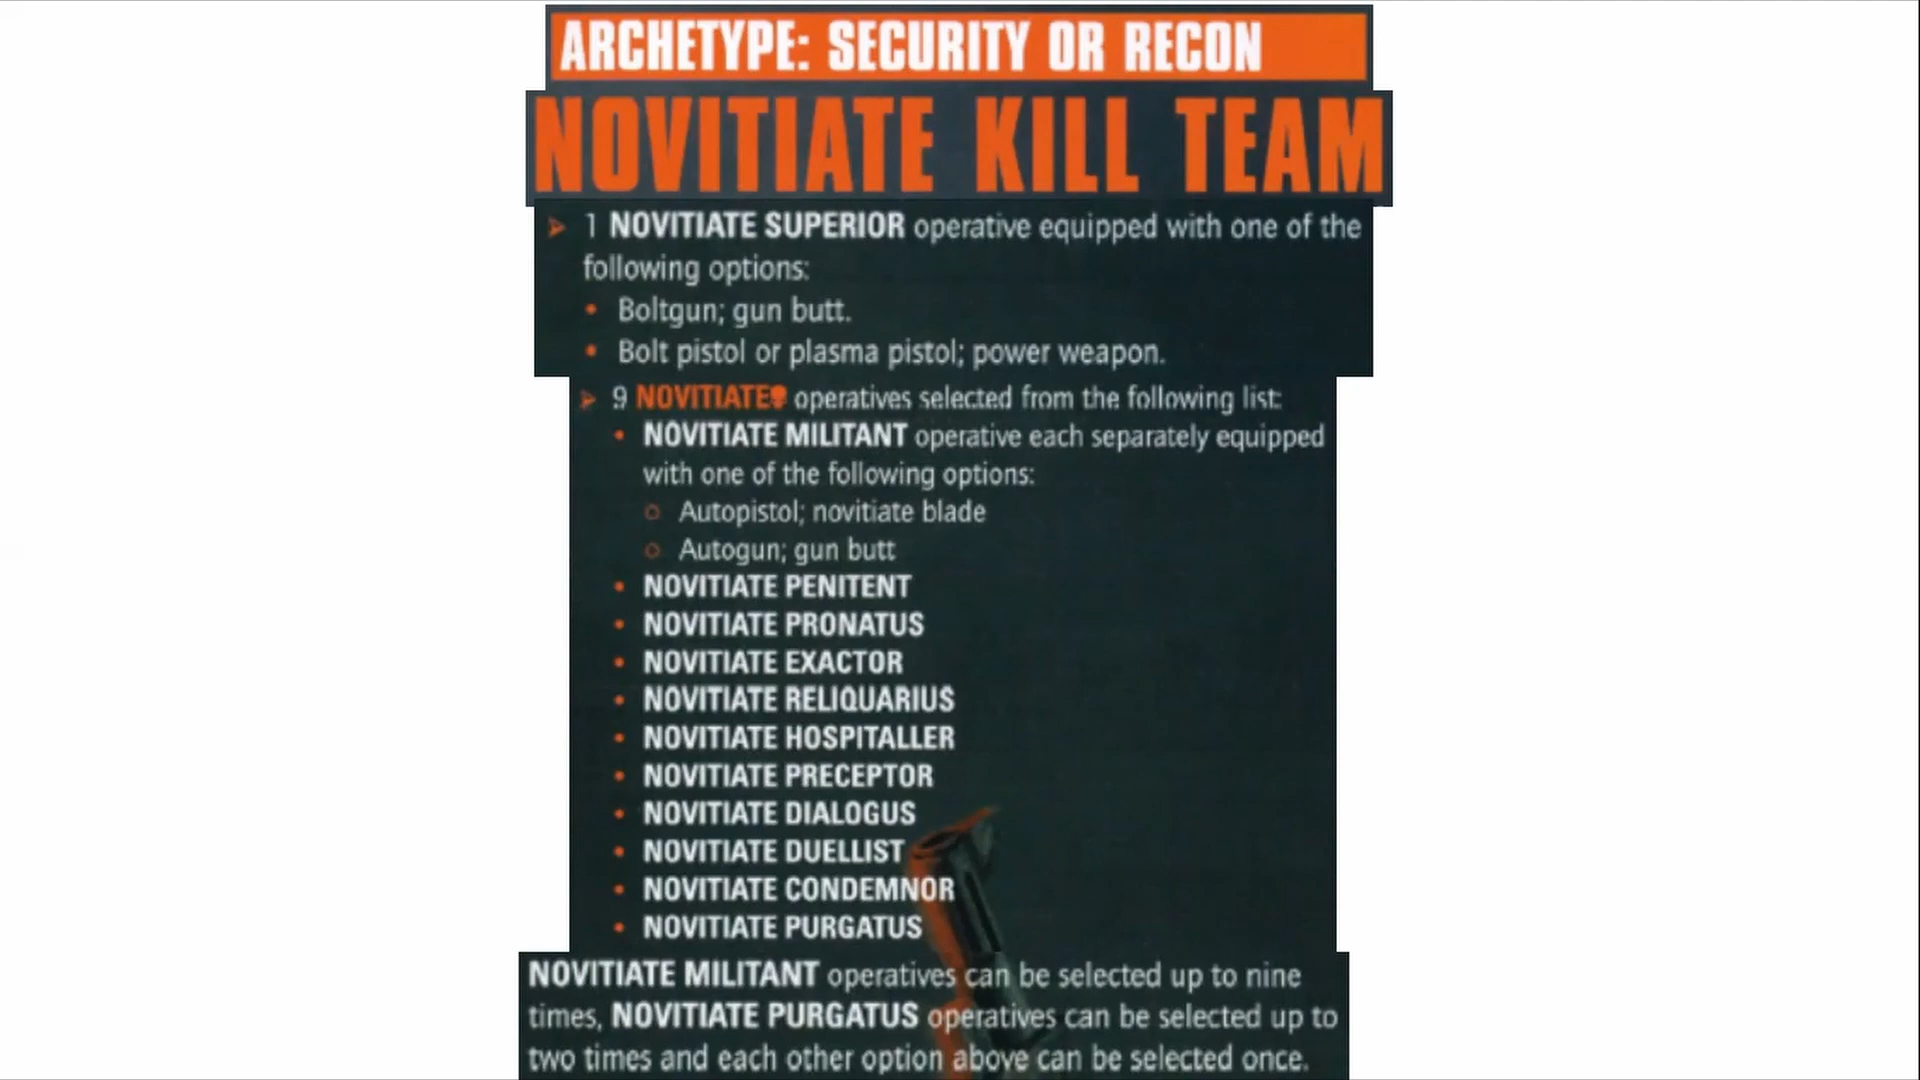 ARCHETYPE: SECURITY OR RECON
NOVITIATE KILL TEAM
➤ 1 NOVITIATE SUPERIOR operative equipped with one of the
following options:
• Boltgun; gun butt.
• Bolt pistol or plasma pistol; power weapon.
➤ 9 NOVITIATE operatives selected from the following list:
• NOVITIATE MILITANT operative each separately equipped
with one of the following options:
○ Autopistol; novitiate blade
○ Autogun; gun butt
• NOVITIATE PENITENT
• NOVITIATE PRONATUS
• NOVITIATE EXACTOR
• NOVITIATE RELIQUARIUS
• NOVITIATE HOSPITALLER
• NOVITIATE PRECEPTOR
• NOVITIATE DIALOGUS
• NOVITIATE DUELLIST
• NOVITIATE CONDEMNOR
• NOVITIATE PURGATUS
NOVITIATE MILITANT operatives can be selected up to nine
times, NOVITIATE PURGATUS operatives can be selected up to
two times and each other option above can be selected once.